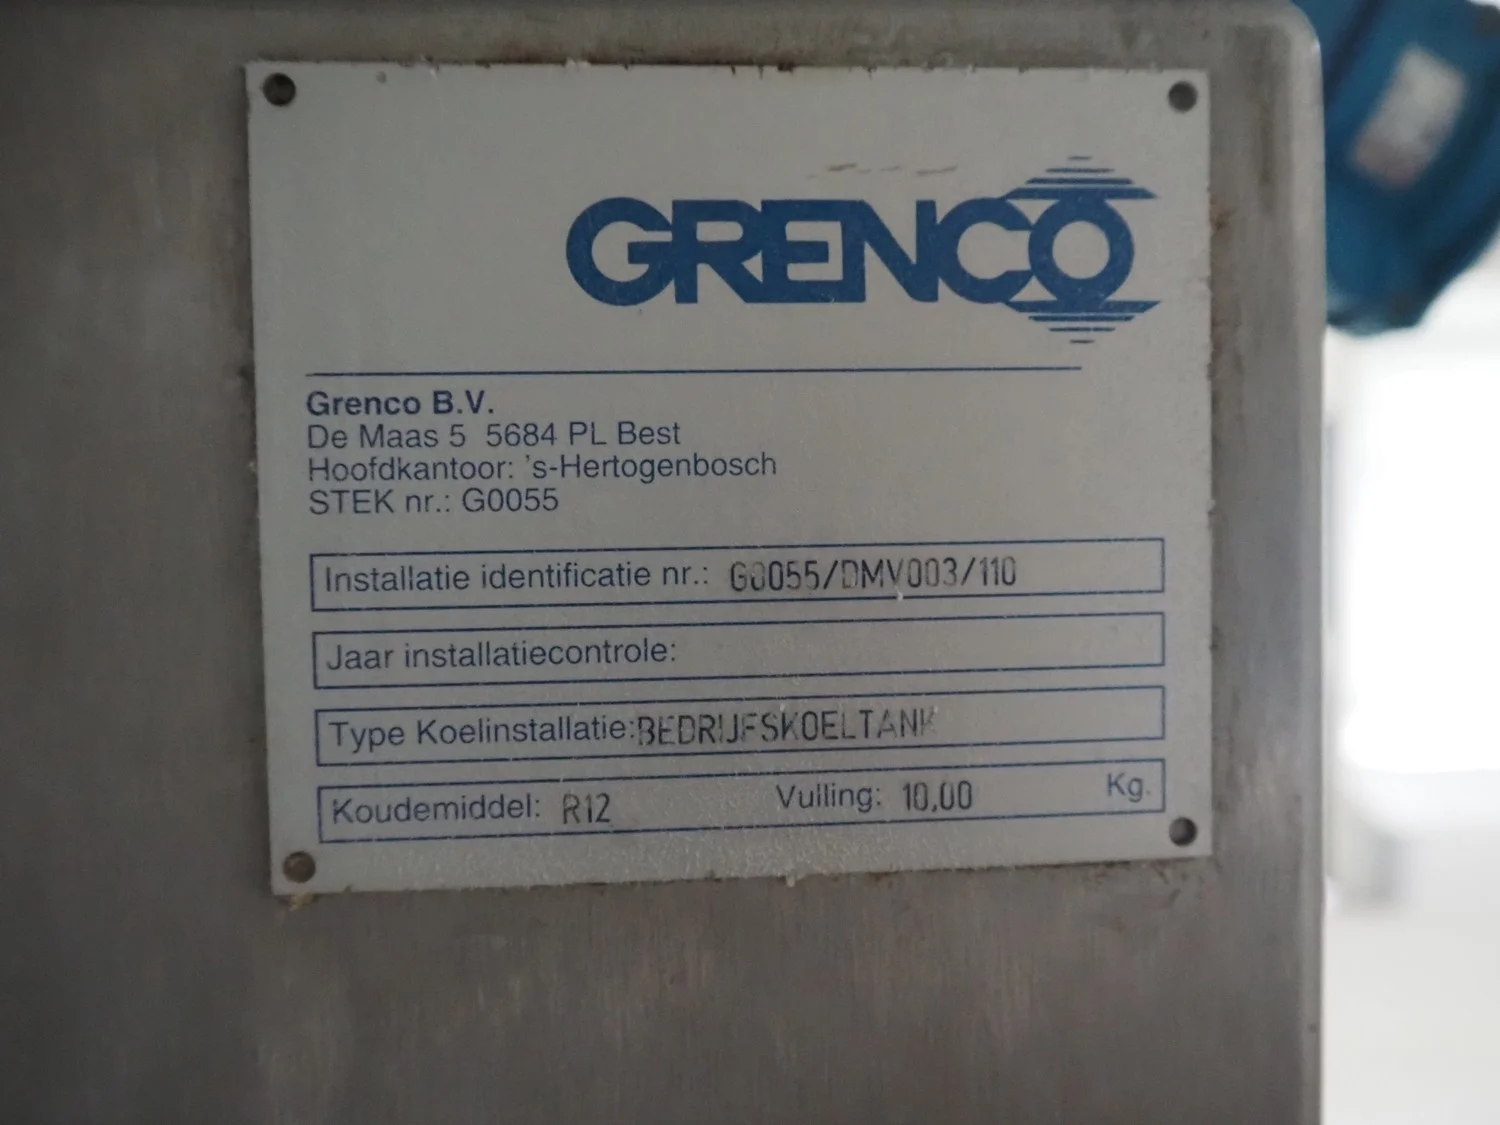 GRENCO
Grenco B.V.
De Maas 5 5684 PL Best
Hoofdkantoor: 's-Hertogenbosch
STEK nr.: G0055
Installatie identificatie nr.: G0055/DMV003/110
Jaar installatiecontrole:
Type Koelinstallatie: BEDRIJFSKOELTANK
Koudemiddel: R12 Vulling: 10,00 Kg.